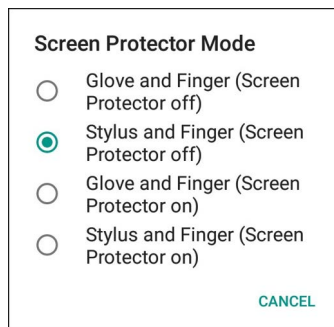 Screen Protector Mode
Glove and Finger (Screen
Protector off)
Stylus and Finger (Screen
Protector off)
Glove and Finger (Screen
Protector on)
Stylus and Finger (Screen
Protector on)
CANCEL